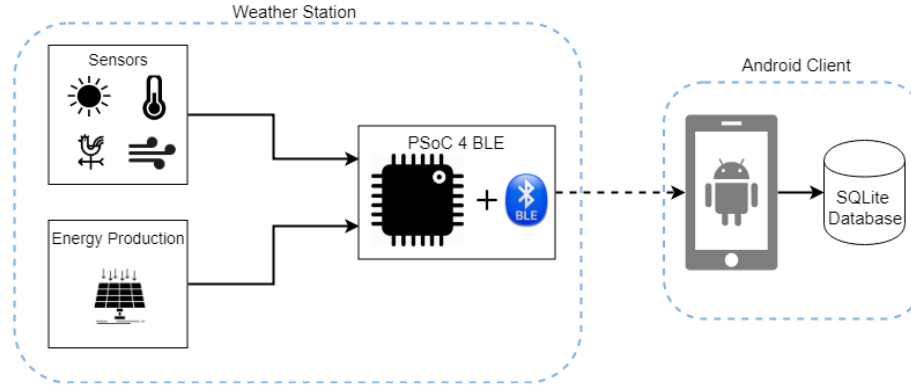 Weather Station
Sensors
Energy Production
PSoC 4 BLE
+
BLE
Android Client
SQLite
Database